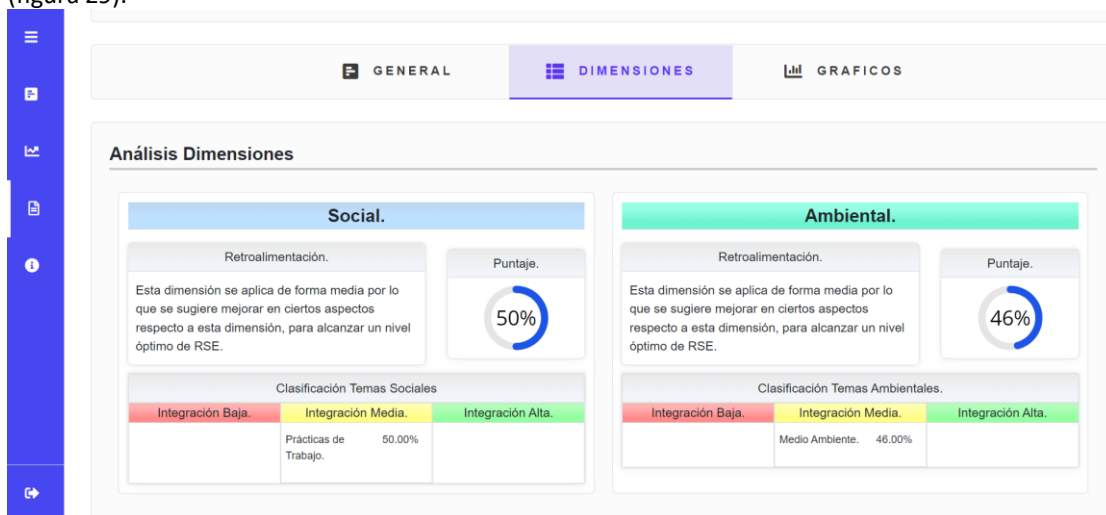 (figura 29).
GENERAL
DIMENSIONES
GRAFICOS
Análisis Dimensiones
Social.
Retroalimentación.
Esta dimensión se aplica de forma media por lo
que se sugiere mejorar en ciertos aspectos
respecto a esta dimensión, para alcanzar un nivel
óptimo de RSE.
Puntaje.
50%
Clasificación Temas Sociales
Integración Baja.
Integración Media.
Integración Alta.
Prácticas de 50.00%
Trabajo.
Ambiental.
Retroalimentación.
Esta dimensión se aplica de forma media por lo
que se sugiere mejorar en ciertos aspectos
respecto a esta dimensión, para alcanzar un nivel
óptimo de RSE.
Puntaje.
46%
Clasificación Temas Ambientales.
Integración Baja.
Integración Media.
Integración Alta.
Medio Ambiente. 46.00%